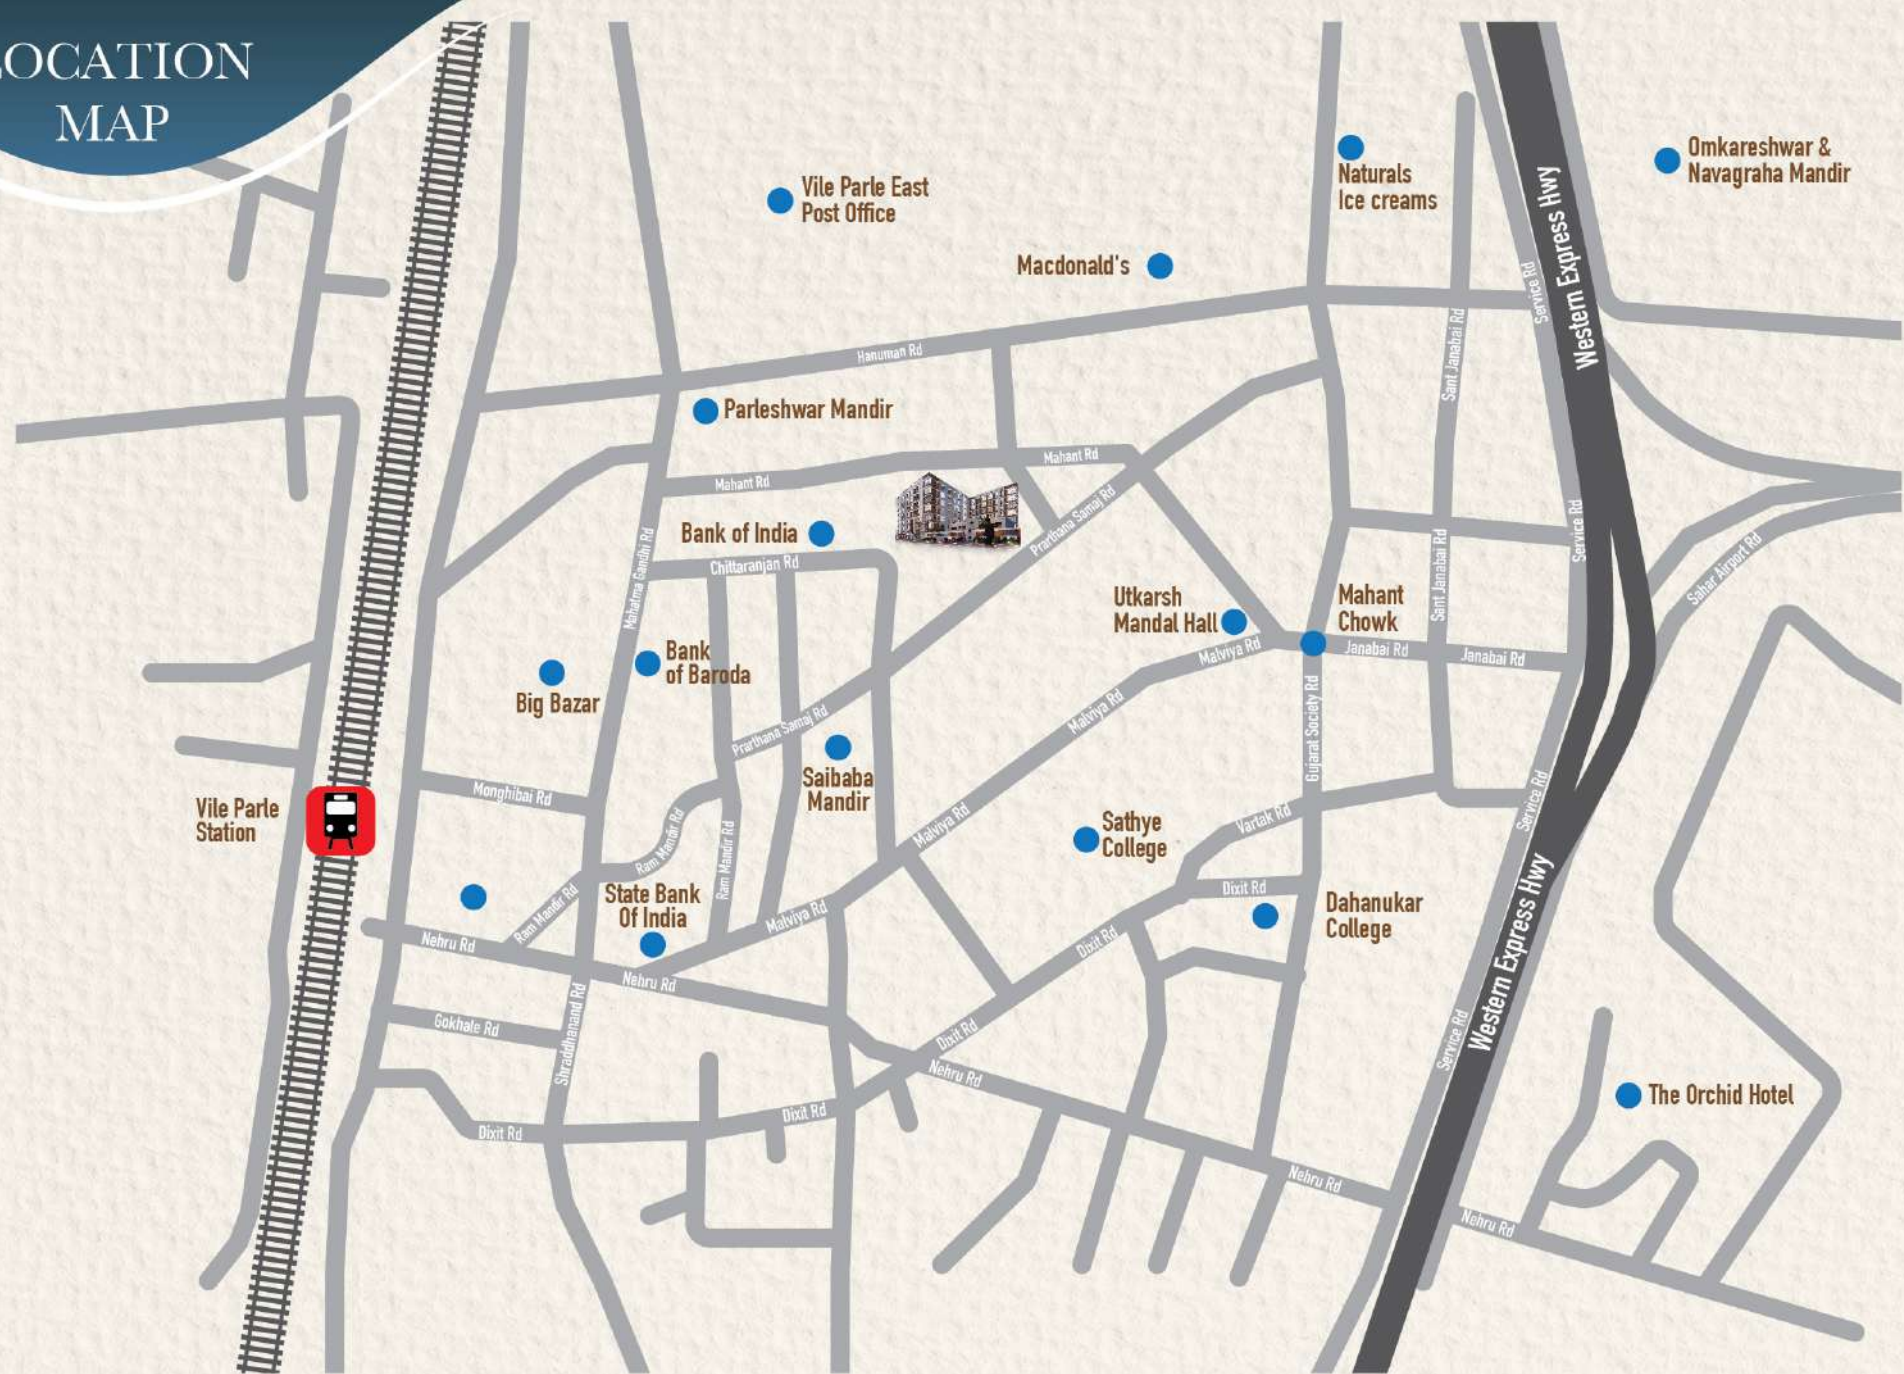 LOCATION
MAP
Vile Parle East
Post Office
Naturals
Ice creams
Omkareshwar &
Navagraha Mandir
Macdonald's
Western Express Hwy
Service Rd
Hanuman Rd
Sant Janabai Rd
Parleshwar Mandir
Mahant Rd
Mahant Rd
Bank of India
Chittaranjan Rd
Mahatma Gandhi Rd
Prarthana Samaj Rd
Service Rd
Sahar Airport Rd
Sant Janabai Rd
Utkarsh
Mandal Hall
Mahant
Chowk
Malviya Rd
Janabai Rd
Janabai Rd
Bank
of Baroda
Big Bazar
Prarthana Samaj Rd
Malviya Rd
Gujarat Society Rd
Saibaba
Mandir
Monghibai Rd
Vile Parle
Station
Ram Mandir Rd
Ram Mandir Rd
Malviya Rd
Sathye
College
Vartak Rd
Service Rd
Dixit Rd
State Bank
Of India
Ram Mandir Rd
Malviya Rd
Dahanukar
College
Western Express Hwy
Nehru Rd
Dixit Rd
Nehru Rd
Shraddhanand Rd
Gokhale Rd
Dixit Rd
Service Rd
Nehru Rd
The Orchid Hotel
Dixit Rd
Dixit Rd
Nehru Rd
Nehru Rd